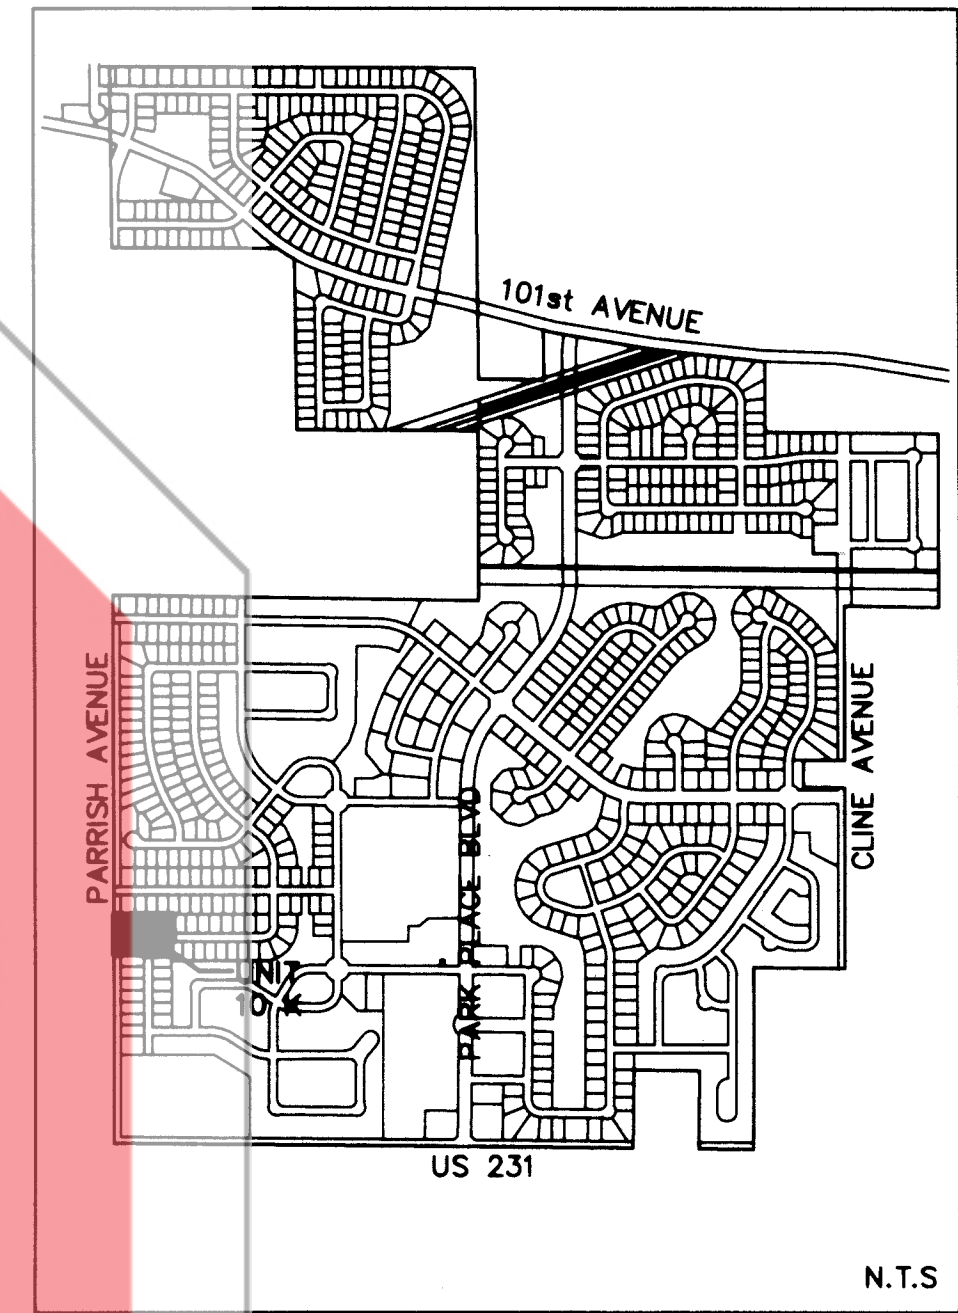 101st AVENUE
PARRISH AVENUE
CLINE AVENUE
PARK PLACE BLVD
UNIT
10
US 231
N.T.S